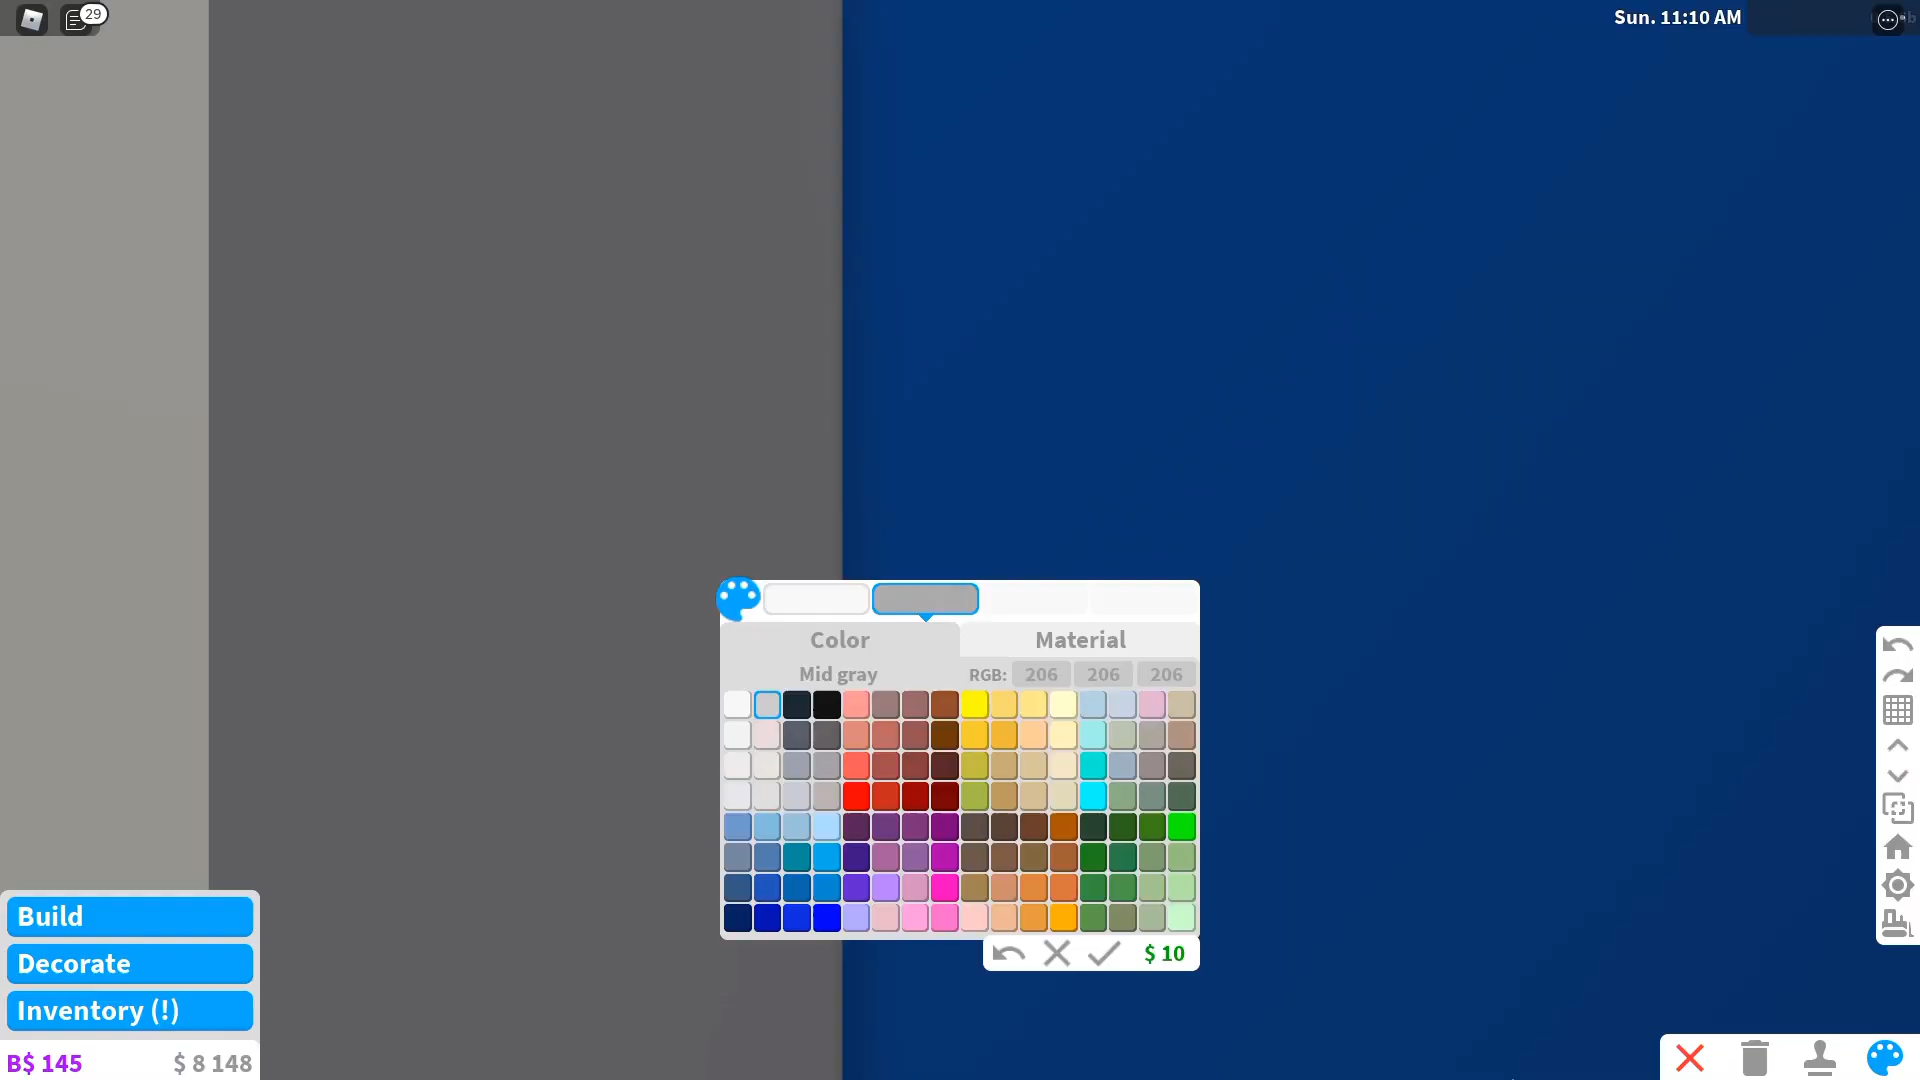 29
Sun. 11:10 AM
Color
Material
Mid gray
RGB: 206 206 206
$ 10
Build
Decorate
Inventory (!)
B$ 145
$ 8 148